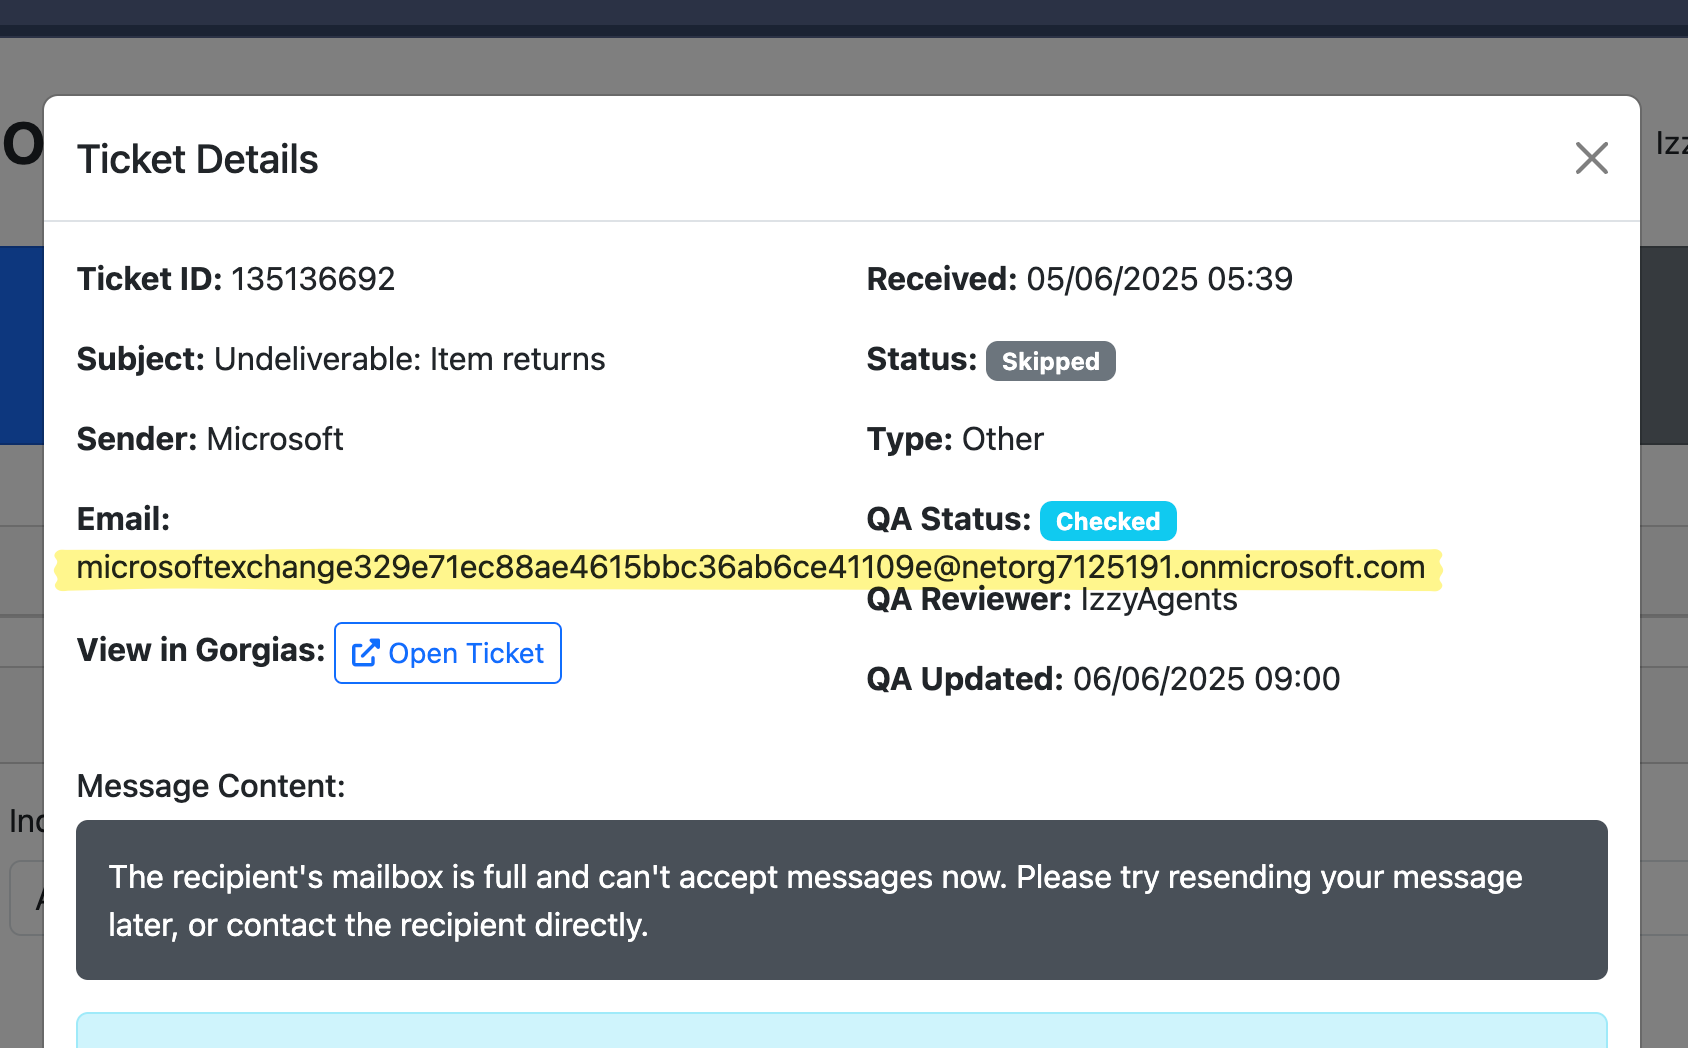 Ticket Details
Ticket ID: 135136692
Subject: Undeliverable: Item returns
Sender: Microsoft
Email:
microsoftexchange329e71ec88ae4615bbc36ab6ce41109e@netorg7125191.onmicrosoft.com
View in Gorgias: Open Ticket
Received: 05/06/2025 05:39
Status: Skipped
Type: Other
QA Status: Checked
QA Reviewer: IzzyAgents
QA Updated: 06/06/2025 09:00
Message Content:
The recipient's mailbox is full and can't accept messages now. Please try resending your message
later, or contact the recipient directly.